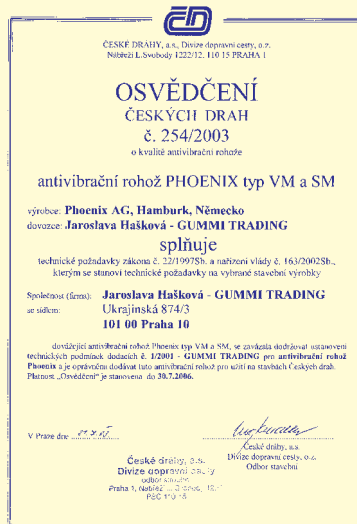 ČD
ČESKÉ DRÁHY, a.s., Divize dopravní cesty, o.z.
Nábřeží L.Svobody 1222/12, 110 15 PRAHA 1
OSVĚDČENÍ
ČESKÝCH DRAH
č. 254/2003
o kvalitě antivibrační rohože
antivibrační rohož PHOENIX typ VM a SM
výrobce: Phoenix AG, Hamburk, Německo
dovozce: Jaroslava Hašková - GUMMI TRADING
splňuje
technické požadavky zákona č. 22/1997Sb. a nařízení vlády č. 163/2002Sb.,
kterým se stanoví technické požadavky na vybrané stavební výrobky
Společnost (firma): Jaroslava Hašková - GUMMI TRADING
se sídlem: Ukrajinská 874/3
101 00 Praha 10
dovážející antivibrační rohož Phoenix typ VM a SM, se zavázala dodržovat ustanovení
technických podmínek dodacích č. 1/2001 - GUMMI TRADING pro antivibrační rohož
Phoenix a je oprávněna dodávat tuto antivibrační rohož pro užití na stavbách Českých drah.
Platnost „Osvědčení" je stanovena do 30.7.2006.
V Praze dne
České dráhy, a.s.
Divize dopravní cesty, o.z.
Odbor stavební
České dráhy, a.s.
Divize dopravní cesty
odbor stavební
Praha 1, Nábřeží
PSČ 110 15